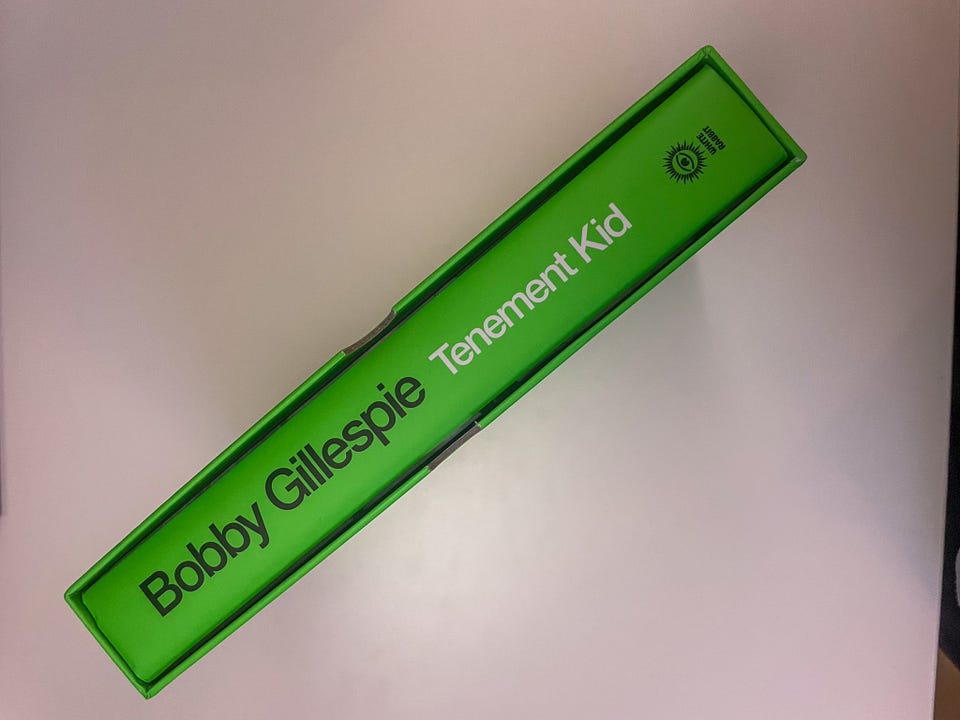 Bobby Gillespie Tenement Kid
WHITE
RABBIT